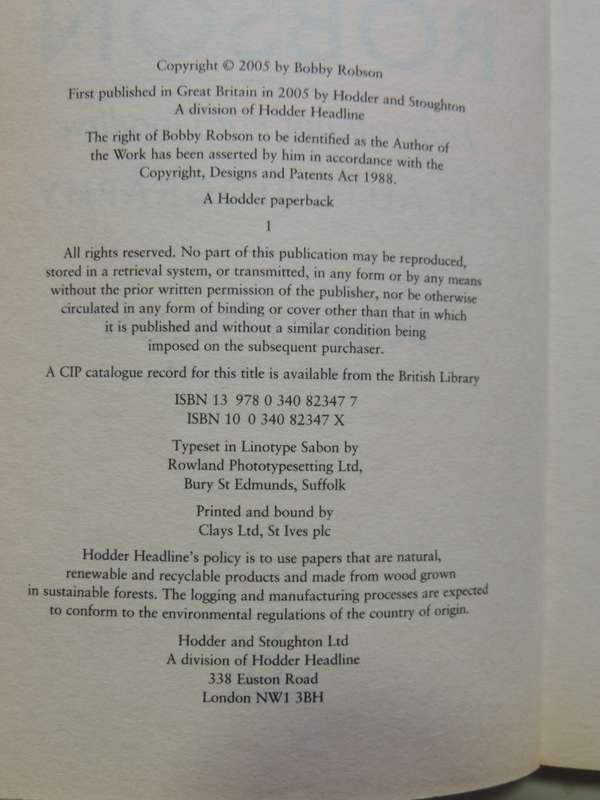 Copyright © 2005 by Bobby Robson
First published in Great Britain in 2005 by Hodder and Stoughton
A division of Hodder Headline
The right of Bobby Robson to be identified as the Author of
the Work has been asserted by him in accordance with the
Copyright, Designs and Patents Act 1988.
A Hodder paperback
1
All rights reserved. No part of this publication may be reproduced,
stored in a retrieval system, or transmitted, in any form or by any means
without the prior written permission of the publisher, nor be otherwise
circulated in any form of binding or cover other than that in which
it is published and without a similar condition being
imposed on the subsequent purchaser.
A CIP catalogue record for this title is available from the British Library
ISBN 13 978 0 340 82347 7
ISBN 10 0 340 82347 X
Typeset in Linotype Sabon by
Rowland Phototypesetting Ltd,
Bury St Edmunds, Suffolk
Printed and bound by
Clays Ltd, St Ives plc
Hodder Headline's policy is to use papers that are natural,
renewable and recyclable products and made from wood grown
in sustainable forests. The logging and manufacturing processes are expected
to conform to the environmental regulations of the country of origin.
Hodder and Stoughton Ltd
A division of Hodder Headline
338 Euston Road
London NW1 3BH